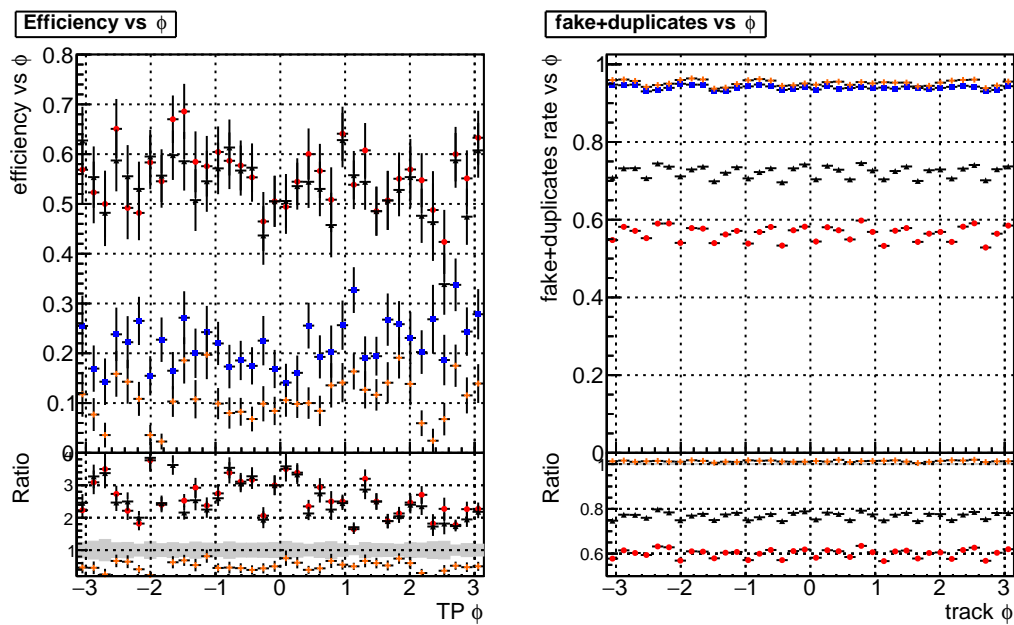 Efficiency vs ϕ
efficiency vs ϕ
0.8
0.7
0.6
0.5
0.4
0.3
0.2
0.1
0
Ratio
3
2
1
−3 −2 −1 0 1 2 3
TP ϕ
fake+duplicates vs ϕ
fake+duplicates rate vs ϕ
1
0.8
0.6
0.4
0.2
0
Ratio
1
0.8
0.6
−3 −2 −1 0 1 2 3
track ϕ